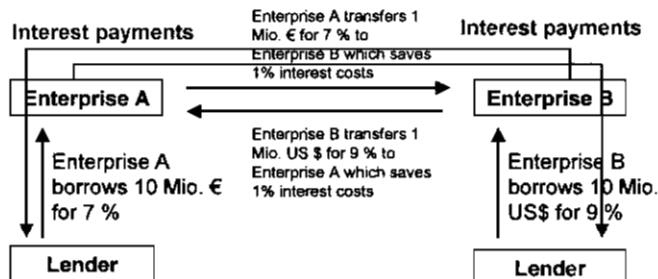 Interest payments
Enterprise A transfers 1
Mio. € for 7 % to
Enterprise B which saves
1% interest costs
Interest payments
Enterprise A
Enterprise B
Enterprise B transfers 1
Mio. US $ for 9 % to
Enterprise A which saves
1% interest costs
Enterprise A
borrows 10 Mio. €
for 7 %
Enterprise B
borrows 10 Mio.
US$ for 9 %
Lender
Lender